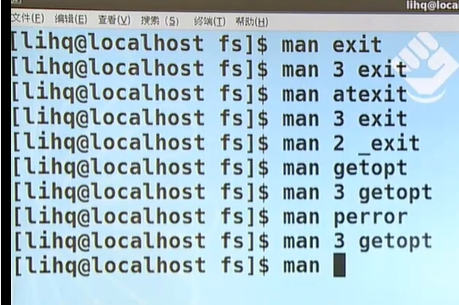 lihq@loca
文件(F) 编辑(E) 查看(V) 搜索 (S) 终端(T) 帮助(H)
[lihq@localhost fs]$ man exit
[lihq@localhost fs]$ man 3 exit
[lihq@localhost fs]$ man atexit
[lihq@localhost fs]$ man 3 exit
[lihq@localhost fs]$ man 2 _exit
[lihq@localhost fs]$ man getopt
[lihq@localhost fs]$ man 3 getopt
[lihq@localhost fs]$ man perror
[lihq@localhost fs]$ man 3 getopt
[lihq@localhost fs]$ man